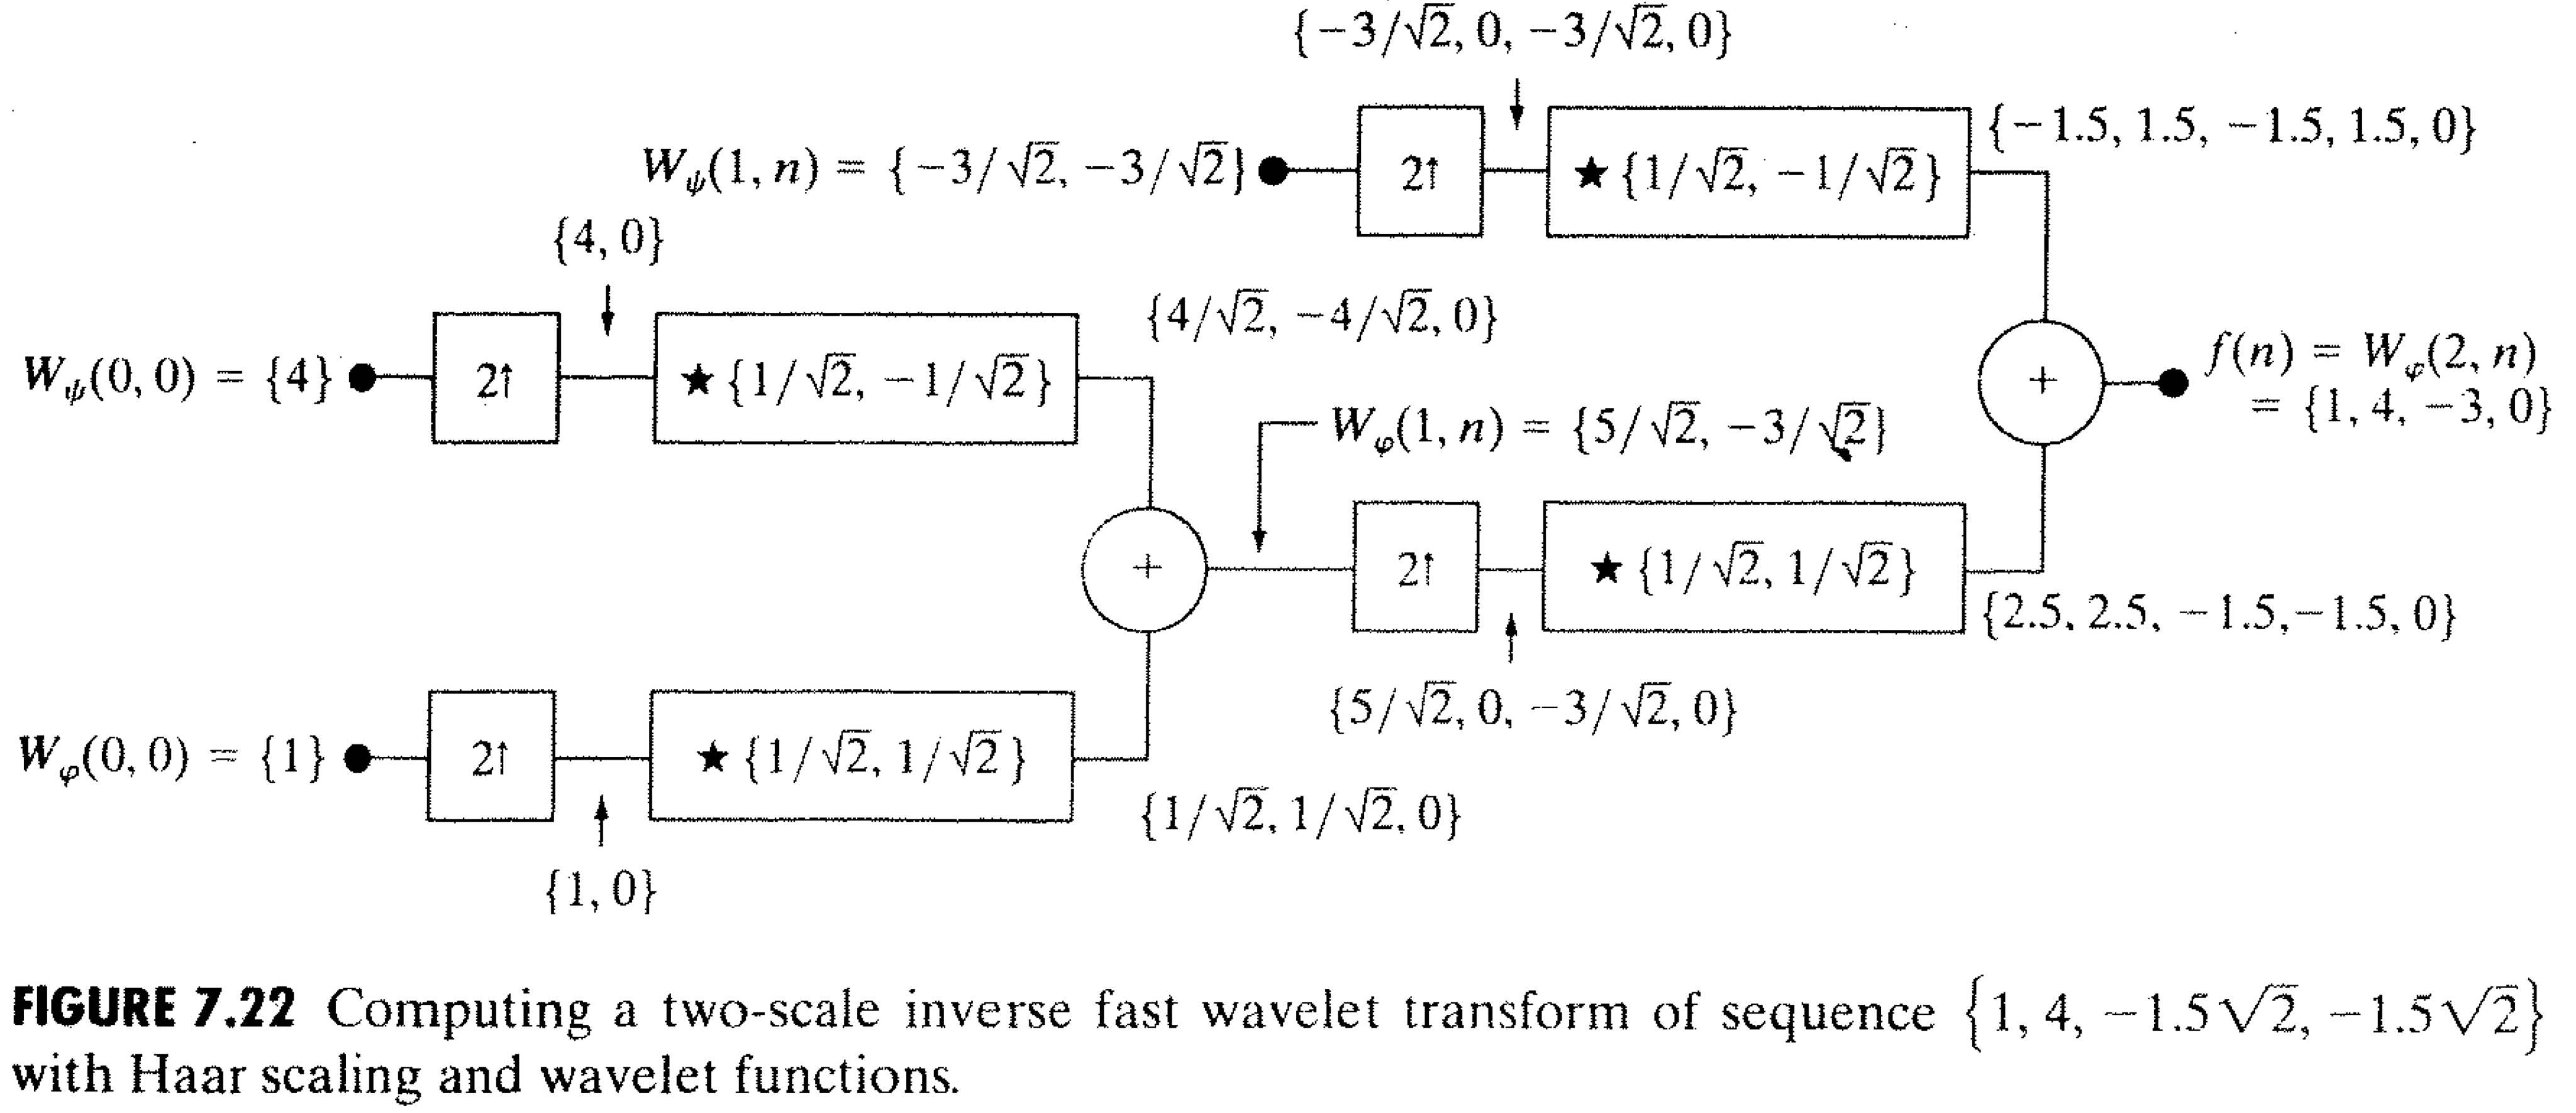 {−3/√2, 0, −3/√2, 0}
W_ψ(1, n) = {−3/√2, −3/√2}
2↑
★ {1/√2, −1/√2}
{−1.5, 1.5, −1.5, 1.5, 0}
{4, 0}
W_ψ(0, 0) = {4}
2↑
★ {1/√2, −1/√2}
{4/√2, −4/√2, 0}
+
f(n) = W_φ(2, n)
= {1, 4, −3, 0}
W_φ(1, n) = {5/√2, −3/√2}
+
2↑
★ {1/√2, 1/√2}
{2.5, 2.5, −1.5, −1.5, 0}
{5/√2, 0, −3/√2, 0}
W_φ(0, 0) = {1}
2↑
★ {1/√2, 1/√2}
{1/√2, 1/√2, 0}
{1, 0}
FIGURE 7.22 Computing a two-scale inverse fast wavelet transform of sequence {1, 4, −1.5√2, −1.5√2}
with Haar scaling and wavelet functions.